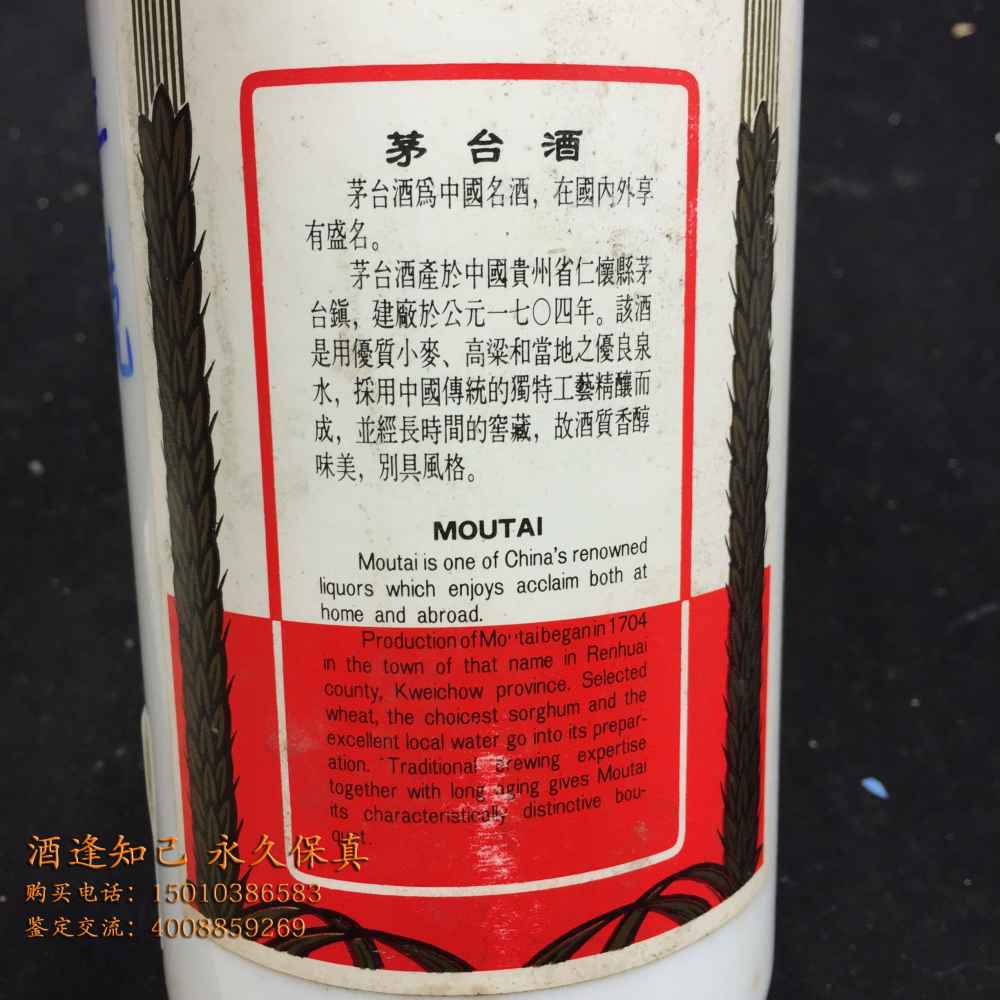 茅台酒
茅台酒爲中國名酒，在國內外享
有盛名。
茅台酒產於中國貴州省仁懷縣茅
台鎭，建廠於公元一七〇四年。該酒
是用優質小麥、高粱和當地之優良泉
水，採用中國傳統的獨特工藝精釀而
成，並經長時間的窖藏，故酒質香醇
味美，別具風格。
MOUTAI
Moutai is one of China's renowned
liquors which enjoys acclaim both at
home and abroad.
Production of Moutai began in 1704
in the town of that name in Renhuai
county, Kweichow province. Selected
wheat, the choicest sorghum and the
excellent local water go into its prepar-
ation. Traditional brewing expertise
together with long aging gives Moutai
its characteristically distinctive bou-
quet.
酒逢知己 永久保真
购买电话：15010386583
鉴定交流：4008859269